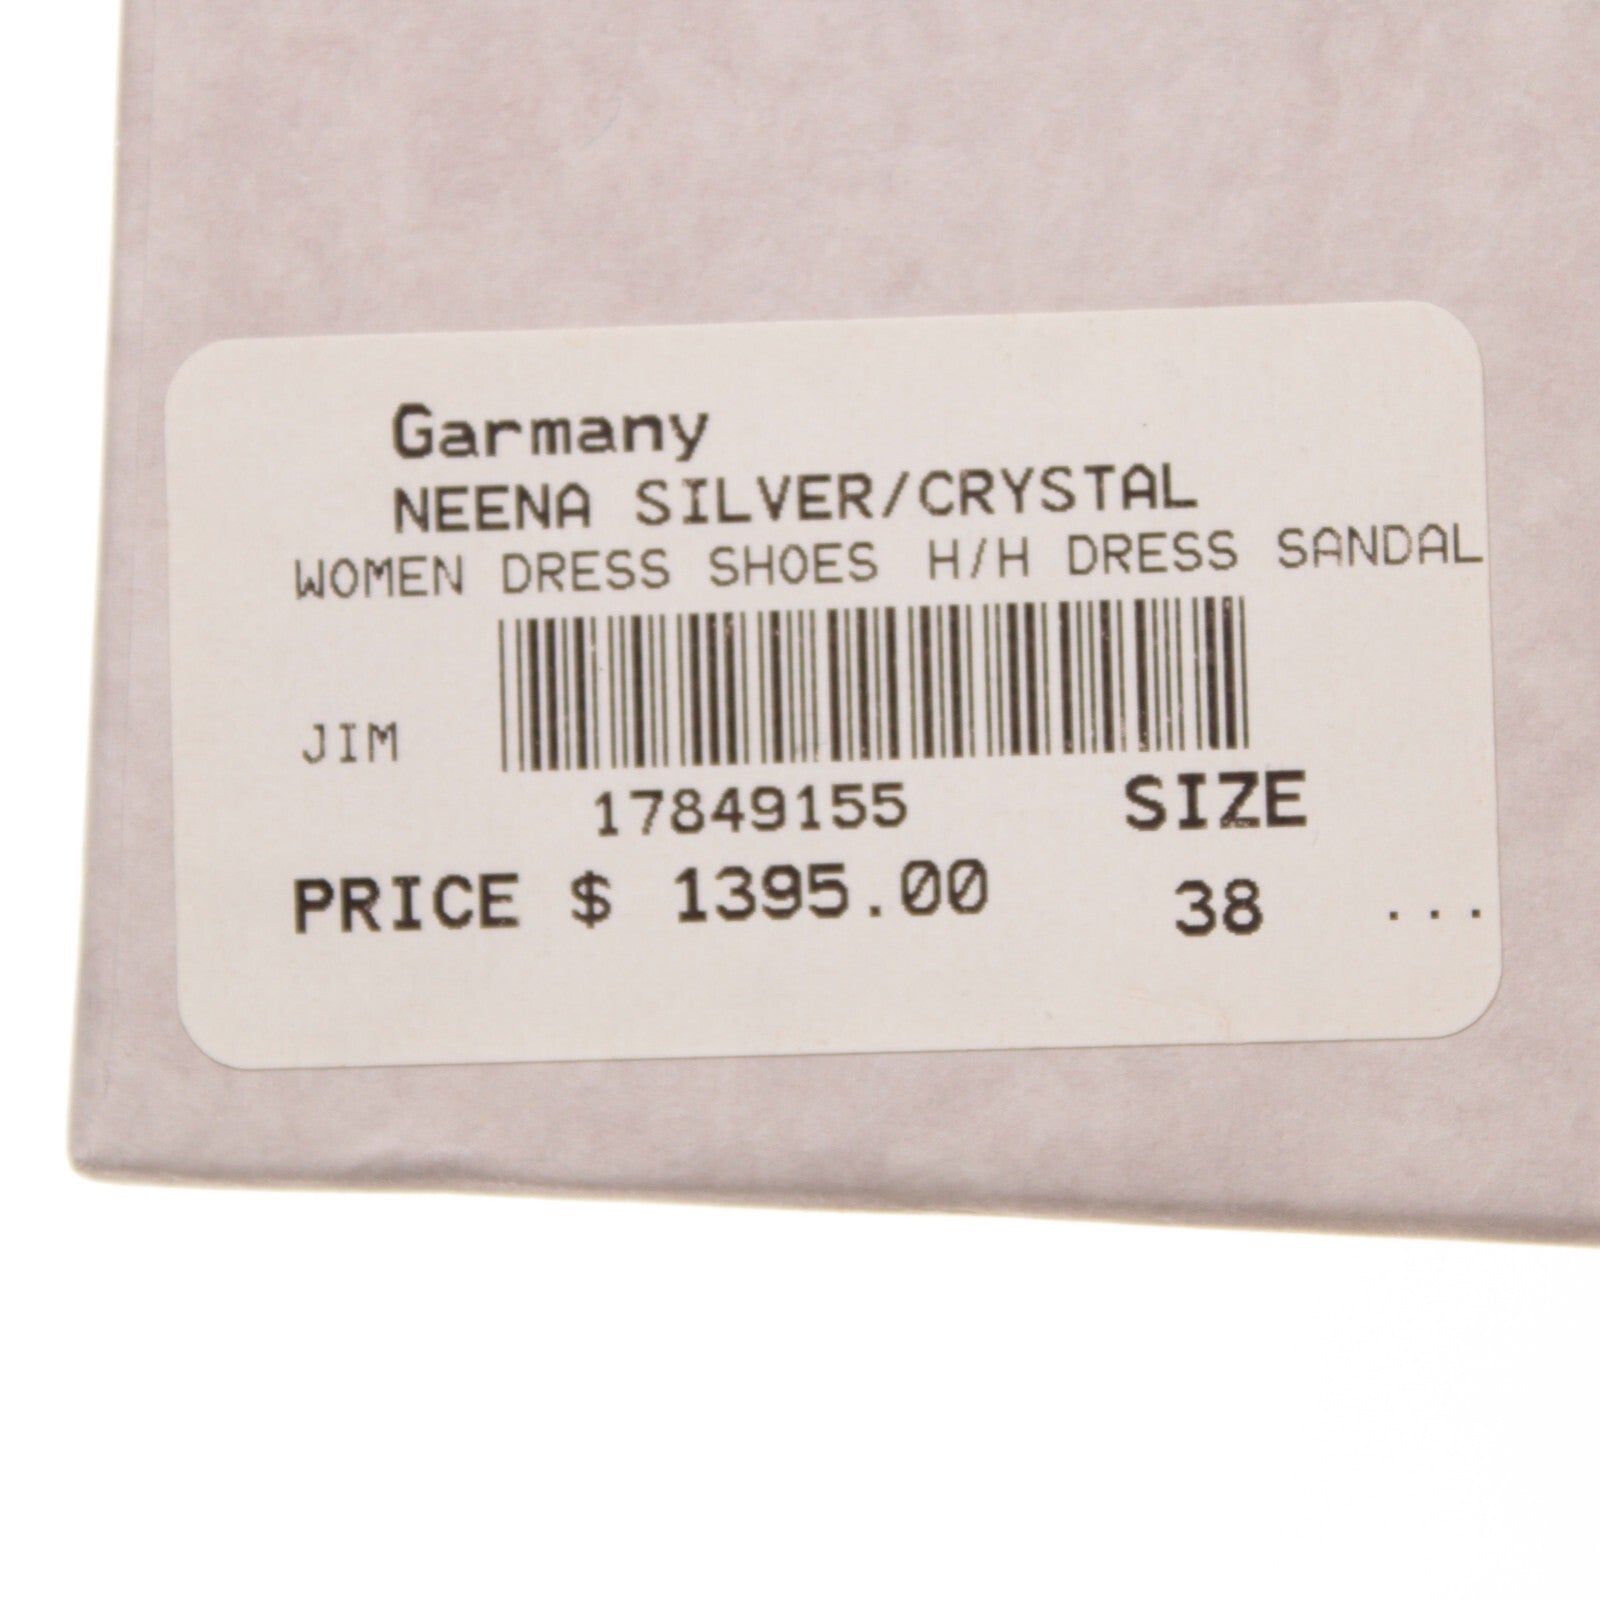 Garmany
NEENA SILVER/CRYSTAL
WOMEN DRESS SHOES H/H DRESS SANDAL
JIM
17849155 SIZE
PRICE $ 1395.00 38 ...